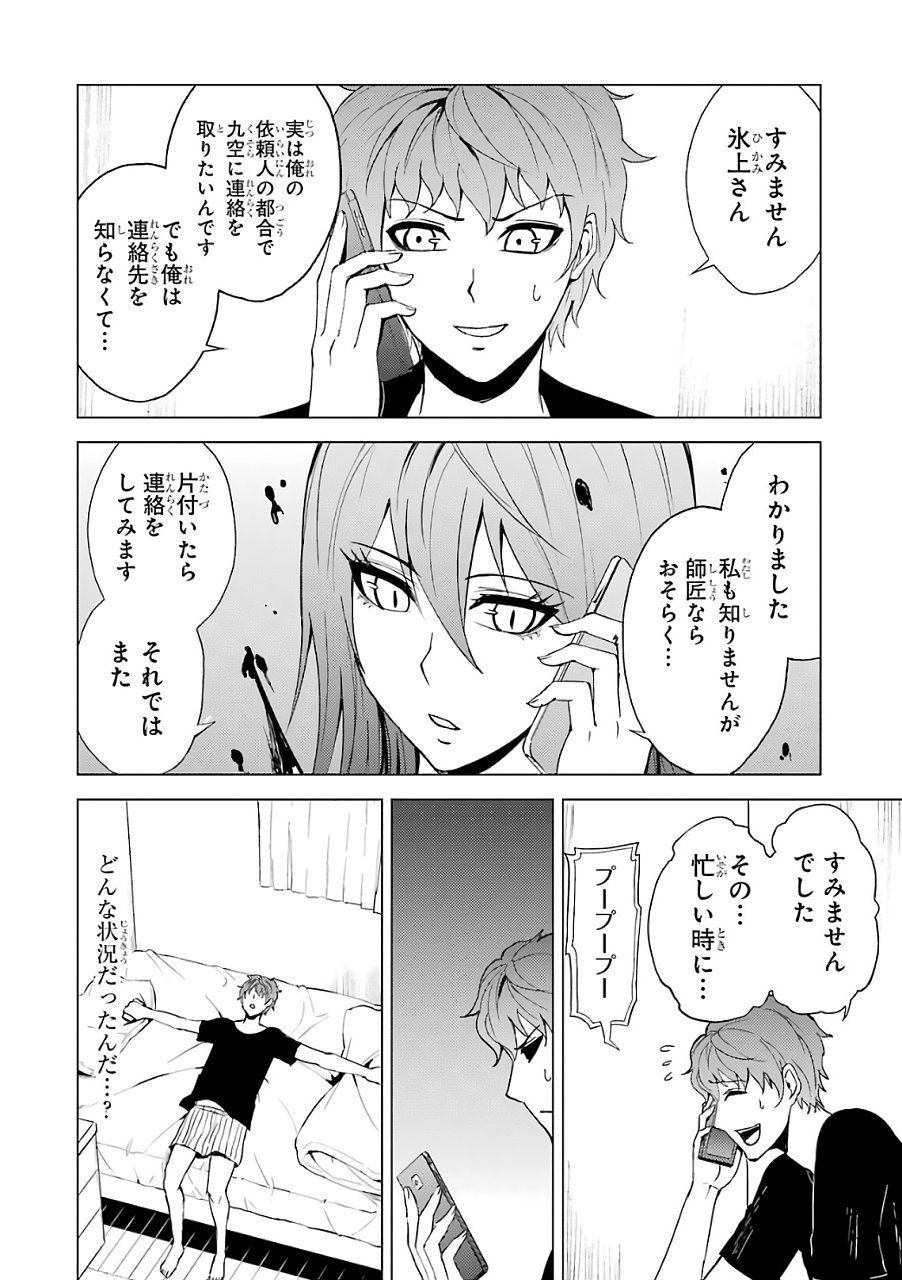 すみません
氷上さん
実は俺の
依頼人の都合で
九空に連絡を
取りたいんです
でも俺は
連絡先を
知らなくて…
わかりました
私も知りませんが
師匠なら
おそらく…
片付いたら
連絡を
してみます
それでは
また
すみません
でした
その…
忙しい時に…
プープープー
どんな状況だったんだ…?